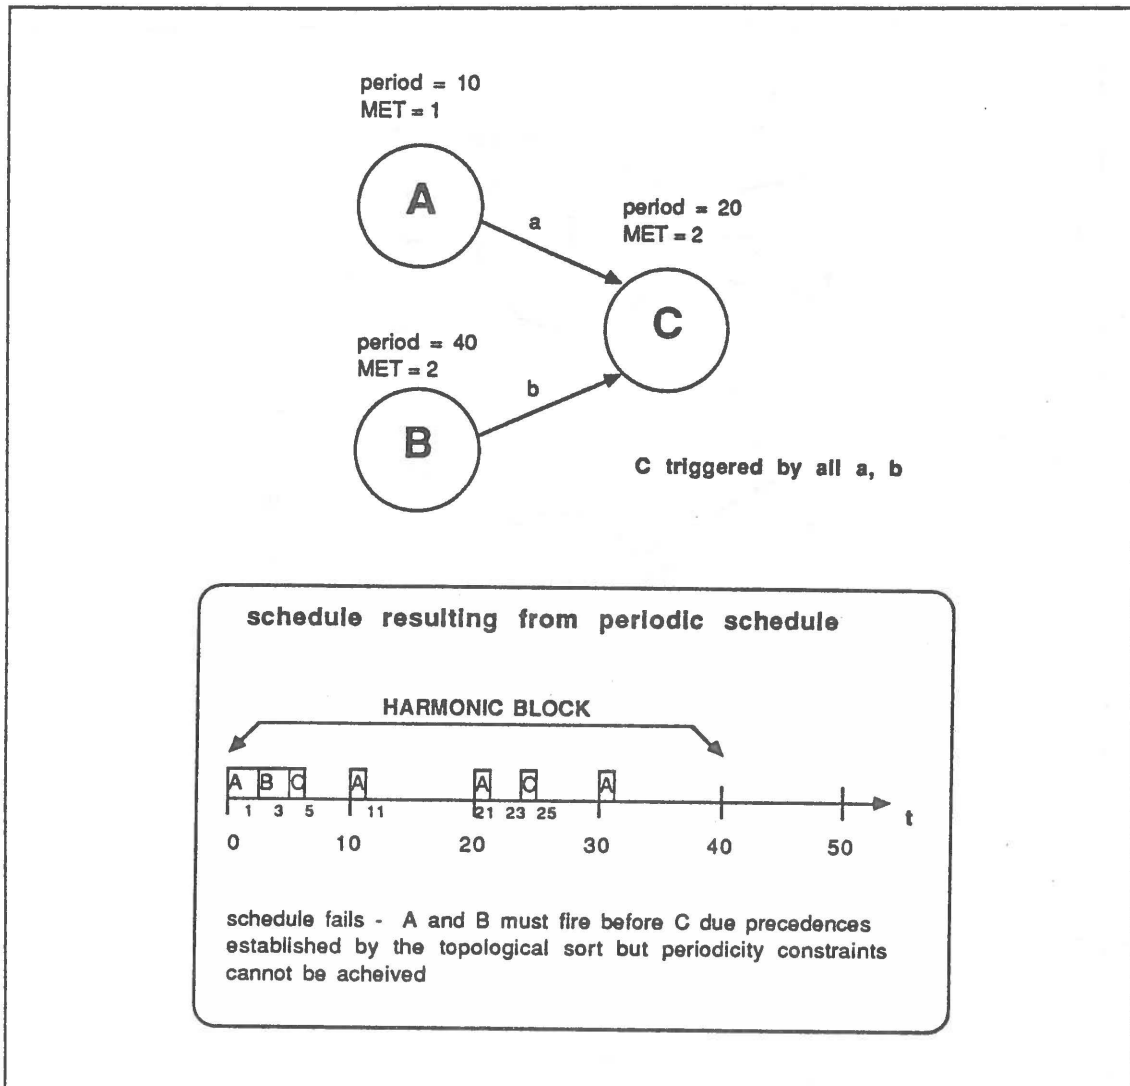 period = 10
MET = 1
A
a
period = 20
MET = 2
C
period = 40
MET = 2
b
B
C triggered by all a, b
schedule resulting from periodic schedule
HARMONIC BLOCK
A B C A A C A
1 3 5 11 21 23 25 t
0 10 20 30 40 50
schedule fails - A and B must fire before C due precedences
established by the topological sort but periodicity constraints
cannot be acheived